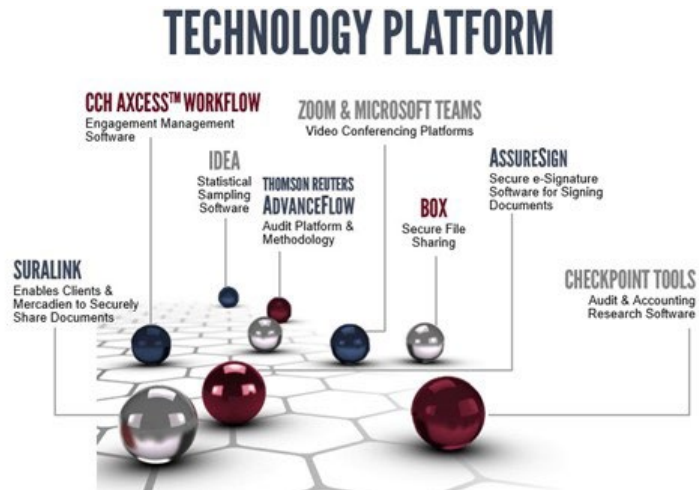 TECHNOLOGY PLATFORM
CCH AXCESS™ WORKFLOW
Engagement Management
Software
ZOOM & MICROSOFT TEAMS
Video Conferencing Platforms
IDEA
Statistical
Sampling
Software
THOMSON REUTERS
ADVANCEFLOW
Audit Platform &
Methodology
ASSURESIGN
Secure e-Signature
Software for Signing
Documents
BOX
Secure File
Sharing
SURALINK
Enables Clients &
Mercadien to Securely
Share Documents
CHECKPOINT TOOLS
Audit & Accounting
Research Software